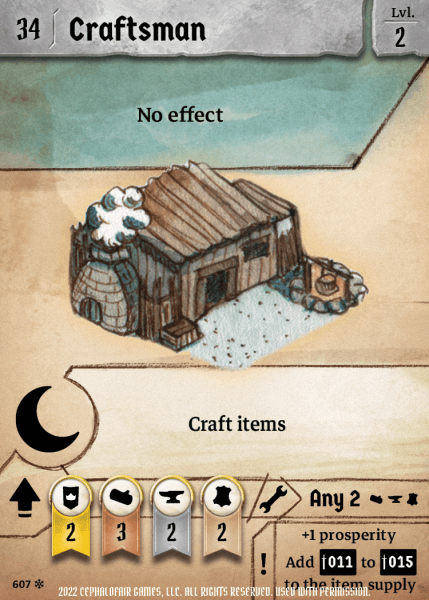 34 Craftsman
Lvl.
2
No effect
Craft items
2 3 2 2 Any 2
+1 prosperity
! Add 011 to 015
to the item supply
607
2022 CEPHALOFAIR GAMES, LLC. ALL RIGHTS RESERVED. USED WITH PERMISSION.